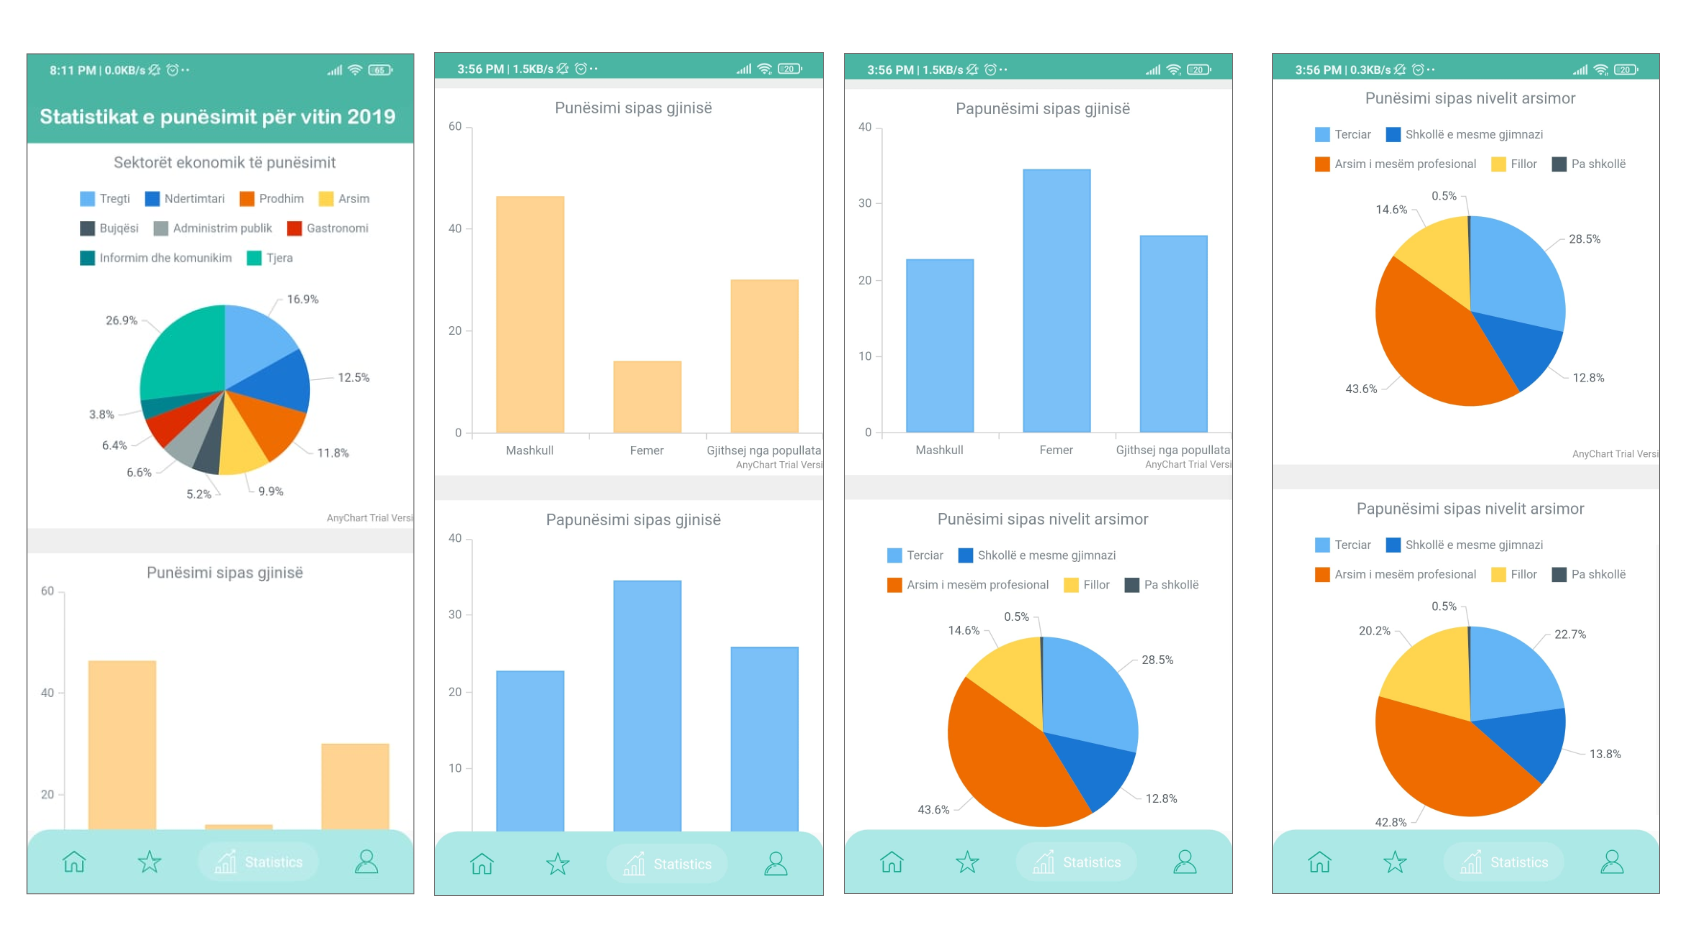 8:11 PM | 0.0KB/s
65
Statistikat e punësimit për vitin 2019
Sektorët ekonomik të punësimit
Tregti Ndertimtari Prodhim Arsim
Bujqësi Administrim publik Gastronomi
Informim dhe komunikim Tjera
16.9%
26.9%
12.5%
3.8%
6.4%
11.8%
6.6%
5.2%
9.9%
AnyChart Trial Versi
Punësimi sipas gjinisë
60
40
20
Statistics
3:56 PM | 1.5KB/s
20
Punësimi sipas gjinisë
60
40
20
0
Mashkull Femer Gjithsej nga popullata
AnyChart Trial Versi
Papunësimi sipas gjinisë
40
30
20
10
Statistics
3:56 PM | 1.5KB/s
20
Papunësimi sipas gjinisë
40
30
20
10
0
Mashkull Femer Gjithsej nga popullata
AnyChart Trial Versi
Punësimi sipas nivelit arsimor
Terciar Shkollë e mesme gjimnazi
Arsim i mesëm profesional Fillor Pa shkollë
0.5%
14.6%
28.5%
12.8%
43.6%
Statistics
3:56 PM | 0.3KB/s
20
Punësimi sipas nivelit arsimor
Terciar Shkollë e mesme gjimnazi
Arsim i mesëm profesional Fillor Pa shkollë
0.5%
14.6%
28.5%
12.8%
43.6%
AnyChart Trial Versi
Papunësimi sipas nivelit arsimor
Terciar Shkollë e mesme gjimnazi
Arsim i mesëm profesional Fillor Pa shkollë
0.5%
20.2%
22.7%
13.8%
42.8%
Statistics